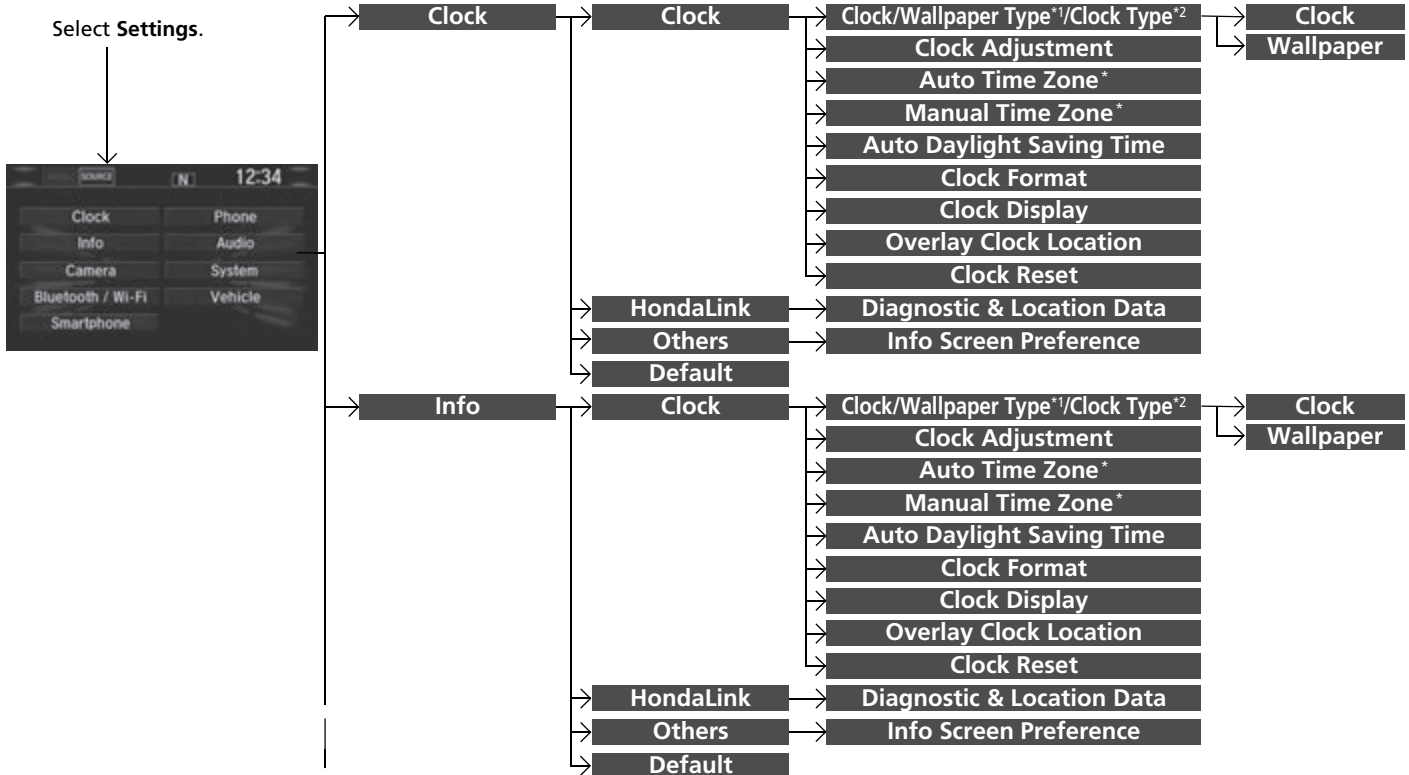 Select Settings.
SOURCE
N
12:34
Clock
Phone
Info
Audio
Camera
System
Bluetooth / Wi-Fi
Vehicle
Smartphone
Clock
Clock
Clock/Wallpaper Type*1/Clock Type*2
Clock
Wallpaper
Clock Adjustment
Auto Time Zone*
Manual Time Zone*
Auto Daylight Saving Time
Clock Format
Clock Display
Overlay Clock Location
Clock Reset
HondaLink
Diagnostic & Location Data
Others
Info Screen Preference
Default
Info
Clock
Clock/Wallpaper Type*1/Clock Type*2
Clock
Wallpaper
Clock Adjustment
Auto Time Zone*
Manual Time Zone*
Auto Daylight Saving Time
Clock Format
Clock Display
Overlay Clock Location
Clock Reset
HondaLink
Diagnostic & Location Data
Others
Info Screen Preference
Default